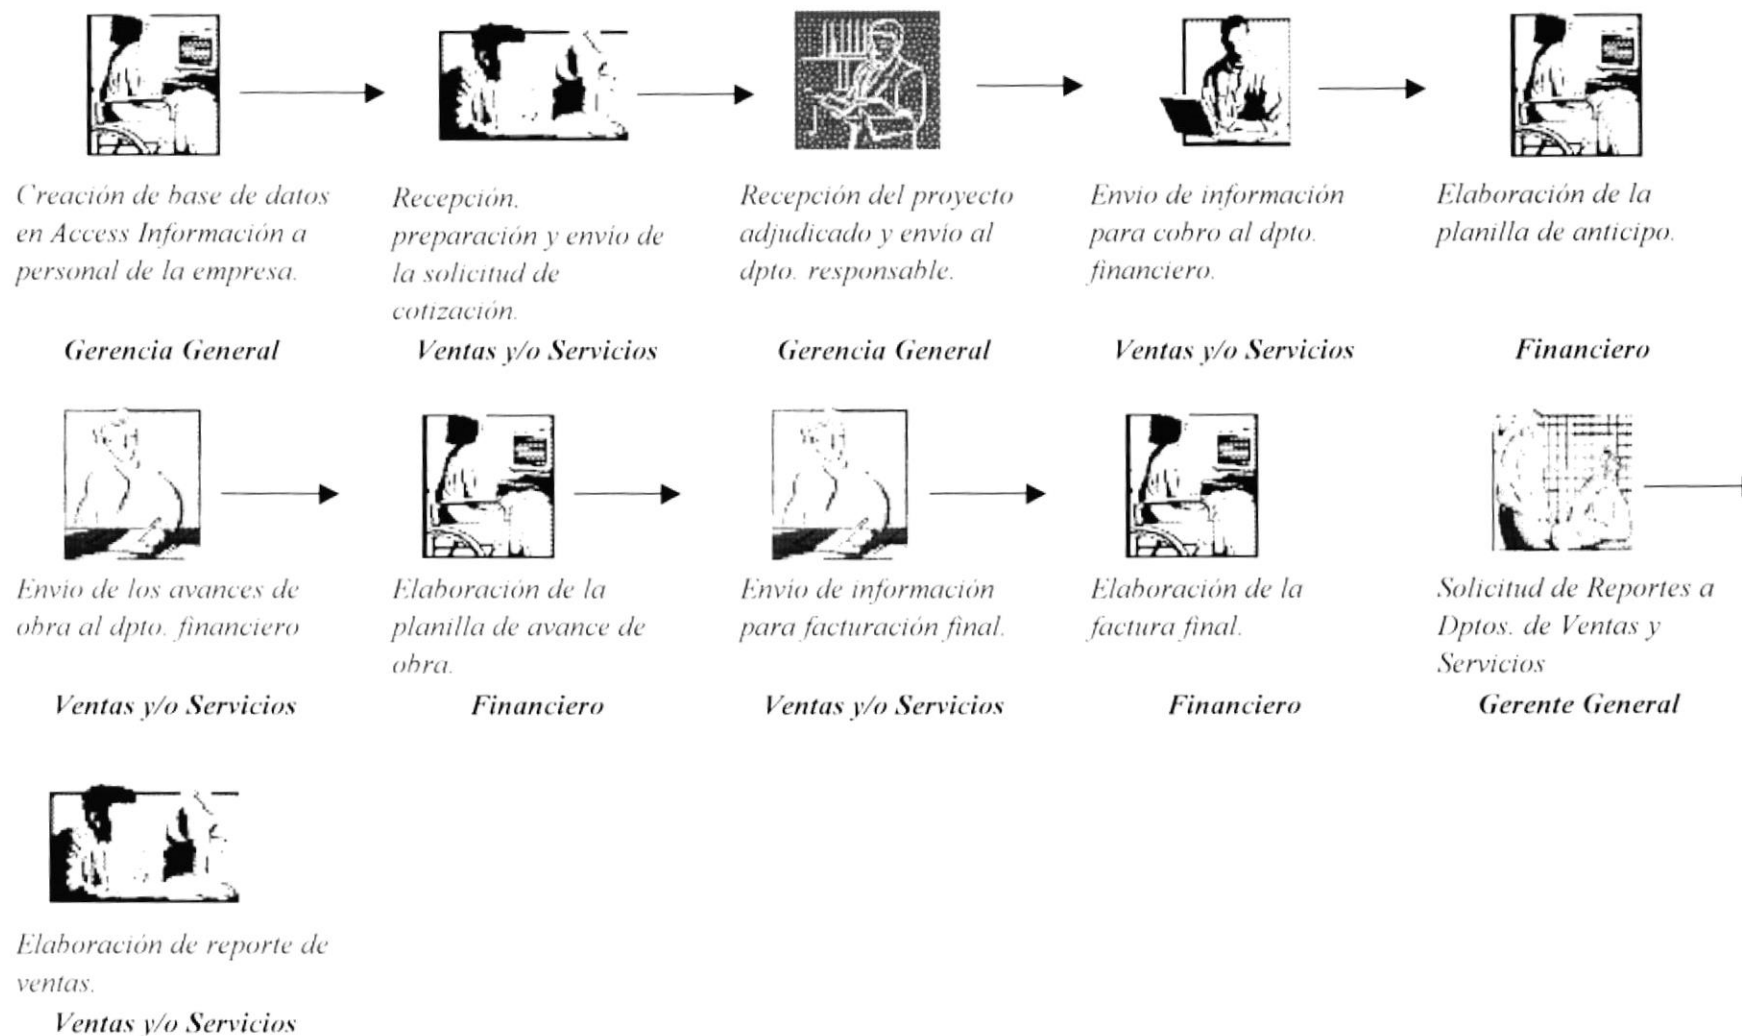 Creación de base de datos
en Access Información a
personal de la empresa.
Gerencia General
Recepción.
preparación y envío de
la solicitud de
cotización.
Ventas y/o Servicios
Recepción del proyecto
adjudicado y envío al
dpto. responsable.
Gerencia General
Envío de información
para cobro al dpto.
financiero.
Ventas y/o Servicios
Elaboración de la
planilla de anticipo.
Financiero
Envío de los avances de
obra al dpto. financiero
Ventas y/o Servicios
Elaboración de la
planilla de avance de
obra.
Financiero
Envío de información
para facturación final.
Ventas y/o Servicios
Elaboración de la
factura final.
Financiero
Solicitud de Reportes a
Dptos. de Ventas y
Servicios
Gerente General
Elaboración de reporte de
ventas.
Ventas y/o Servicios